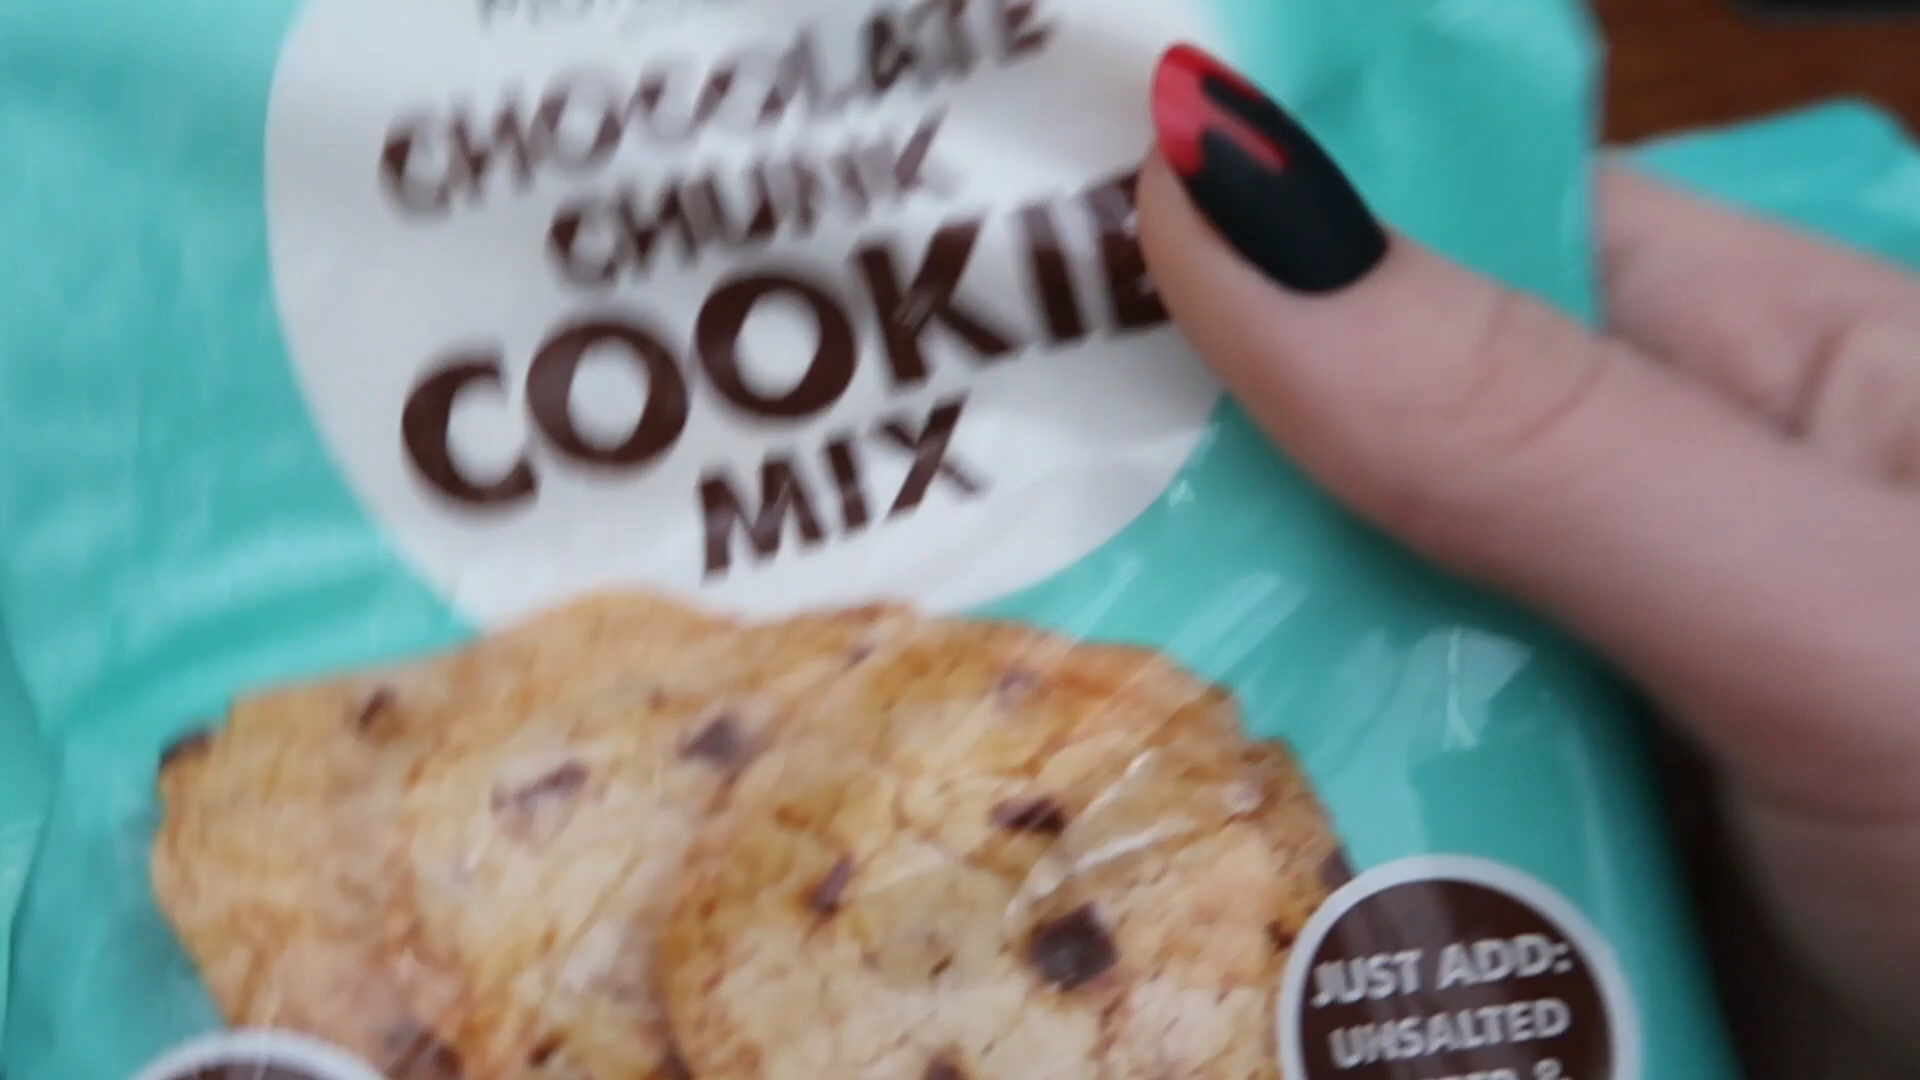 CHOCOLATE
CHUNK
COOKIE
MIX
JUST ADD:
UNSALTED